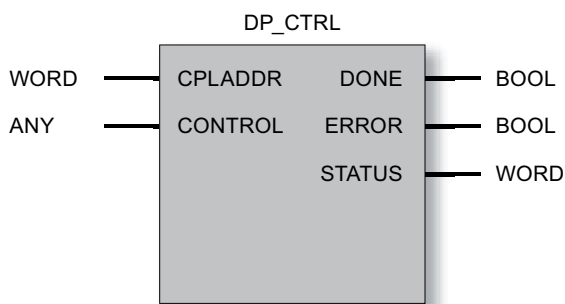 DP_CTRL
WORD CPLADDR DONE BOOL
ANY CONTROL ERROR BOOL
STATUS WORD